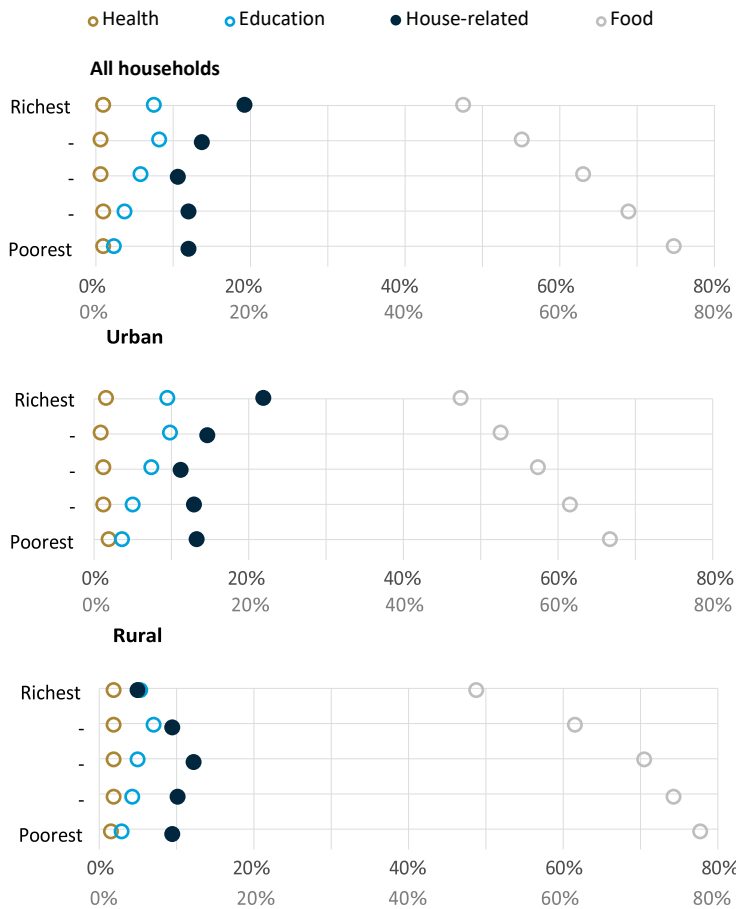 Health Education House-related Food
All households
Richest
-
-
-
Poorest
0% 20% 40% 60% 80%
0% 20% 40% 60% 80%
Urban
Richest
-
-
-
Poorest
0% 20% 40% 60% 80%
0% 20% 40% 60% 80%
Rural
Richest
-
-
-
Poorest
0% 20% 40% 60% 80%
0% 20% 40% 60% 80%